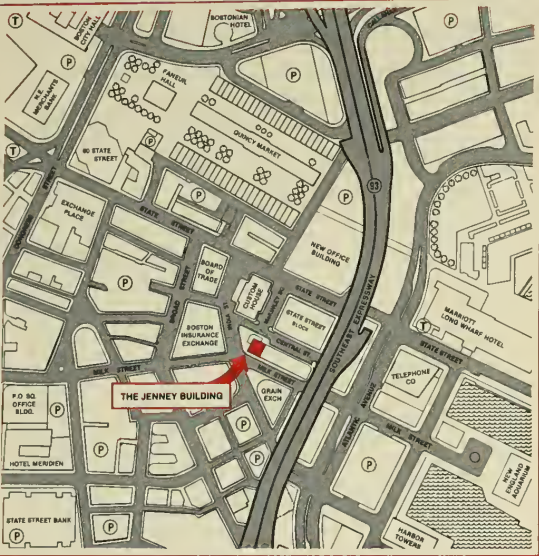 BOSTON
CITY HALL
BOSTONIAN
HOTEL
P
T
P
N.E.
MERCHANTS
BANK
FANEUIL
HALL
P
QUINCY MARKET
60 STATE
STREET
P
T
93
P
CONGRESS
STREET
EXCHANGE
PLACE
STATE STREET
NEW OFFICE
BUILDING
BOARD
OF
TRADE
P
BROAD
STREET
CUSTOM
HOUSE
McKINLEY SQ.
STATE STREET
STATE STREET
BLOCK
MARRIOTT
LONG WHARF HOTEL
T
STATE STREET
BOSTON
INSURANCE
EXCHANGE
INDIA ST.
CENTRAL ST.
SOUTHEAST EXPRESSWAY
MILK STREET
MILK STREET
TELEPHONE
CO
THE JENNEY BUILDING
GRAIN
EXCH
ATLANTIC AVENUE
MILK STREET
P.O SQ.
OFFICE
BLDG.
P
P
P
P
HOTEL MERIDIEN
NEW
ENGLAND
AQUARIUM
STATE STREET BANK
P
P
HARBOR
TOWERS